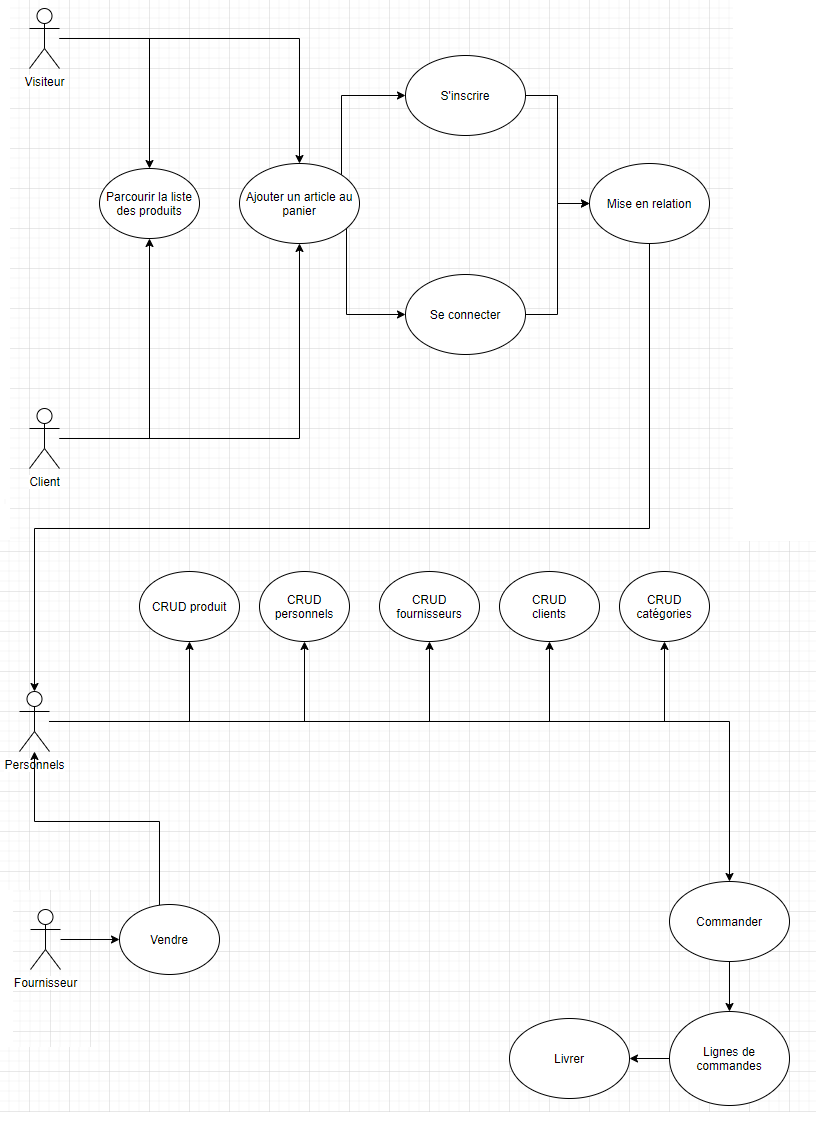 Visiteur
S'inscrire
Parcourir la liste
des produits
Ajouter un article au
panier
Mise en relation
Se connecter
Client
CRUD produit
CRUD
personnels
CRUD
fournisseurs
CRUD
clients
CRUD
catégories
Personnels
Commander
Vendre
Fournisseur
Livrer
Lignes de
commandes